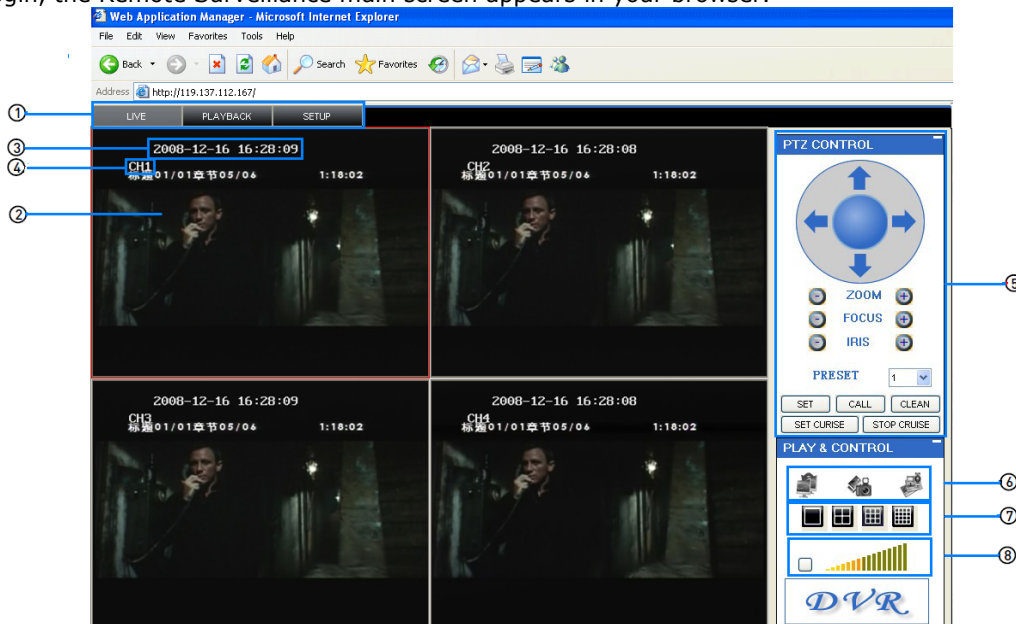 ogin, the Remote Surveillance main screen appears in your browser.
Web Application Manager - Microsoft Internet Explorer
File Edit View Favorites Tools Help
Back Search Favorites
Address http://119.137.112.167/
① LIVE PLAYBACK SETUP
③ 2008-12-16 16:28:09
④ CH1
标题01/01章节05/06 1:18:02
②
2008-12-16 16:28:08
CH2
标题01/01章节05/06 1:18:02
2008-12-16 16:28:09
CH3
标题01/01章节05/06 1:18:02
2008-12-16 16:28:08
CH4
标题01/01章节05/06 1:18:02
PTZ CONTROL
⑤
ZOOM
FOCUS
IRIS
PRESET 1
SET CALL CLEAN
SET CURISE STOP CRUISE
PLAY & CONTROL
⑥
⑦
⑧
DVR